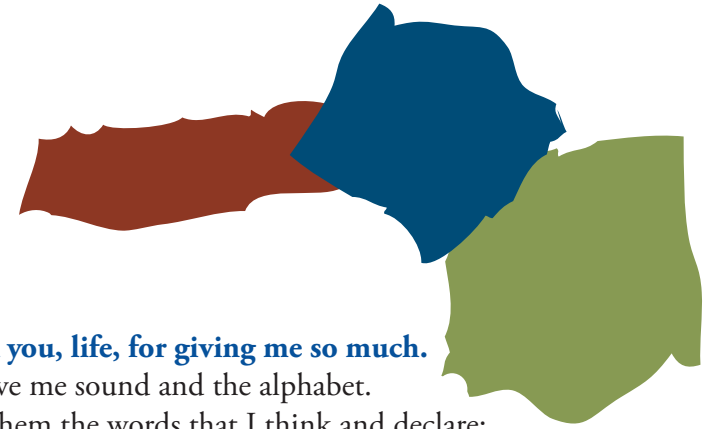 you, life, for giving me so much.
me sound and the alphabet.
the words that I think and declare: